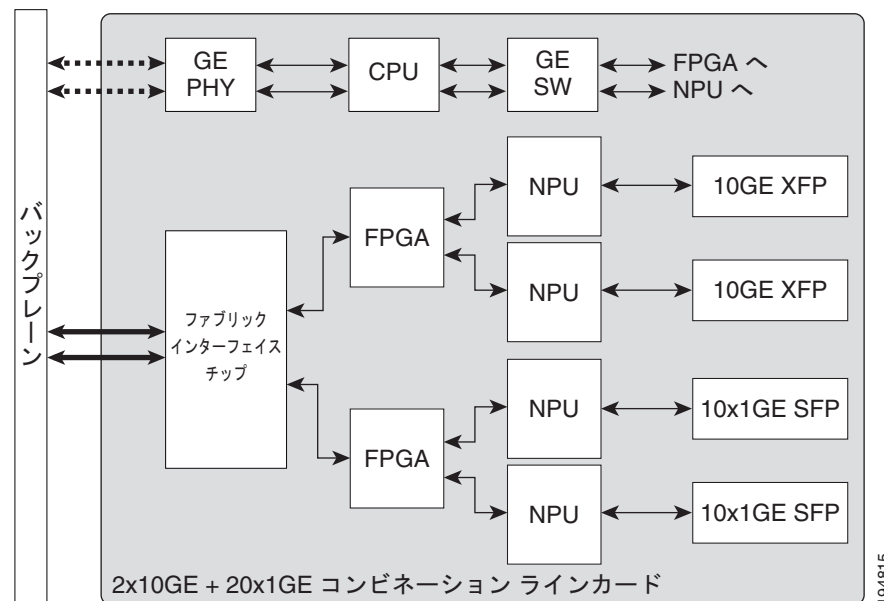 バックプレーン
GE
PHY
CPU
GE
SW
FPGA へ
NPU へ
ファブリック
インターフェイス
チップ
FPGA
NPU
10GE XFP
NPU
10GE XFP
FPGA
NPU
10x1GE SFP
NPU
10x1GE SFP
2x10GE + 20x1GE コンビネーション ラインカード
194815